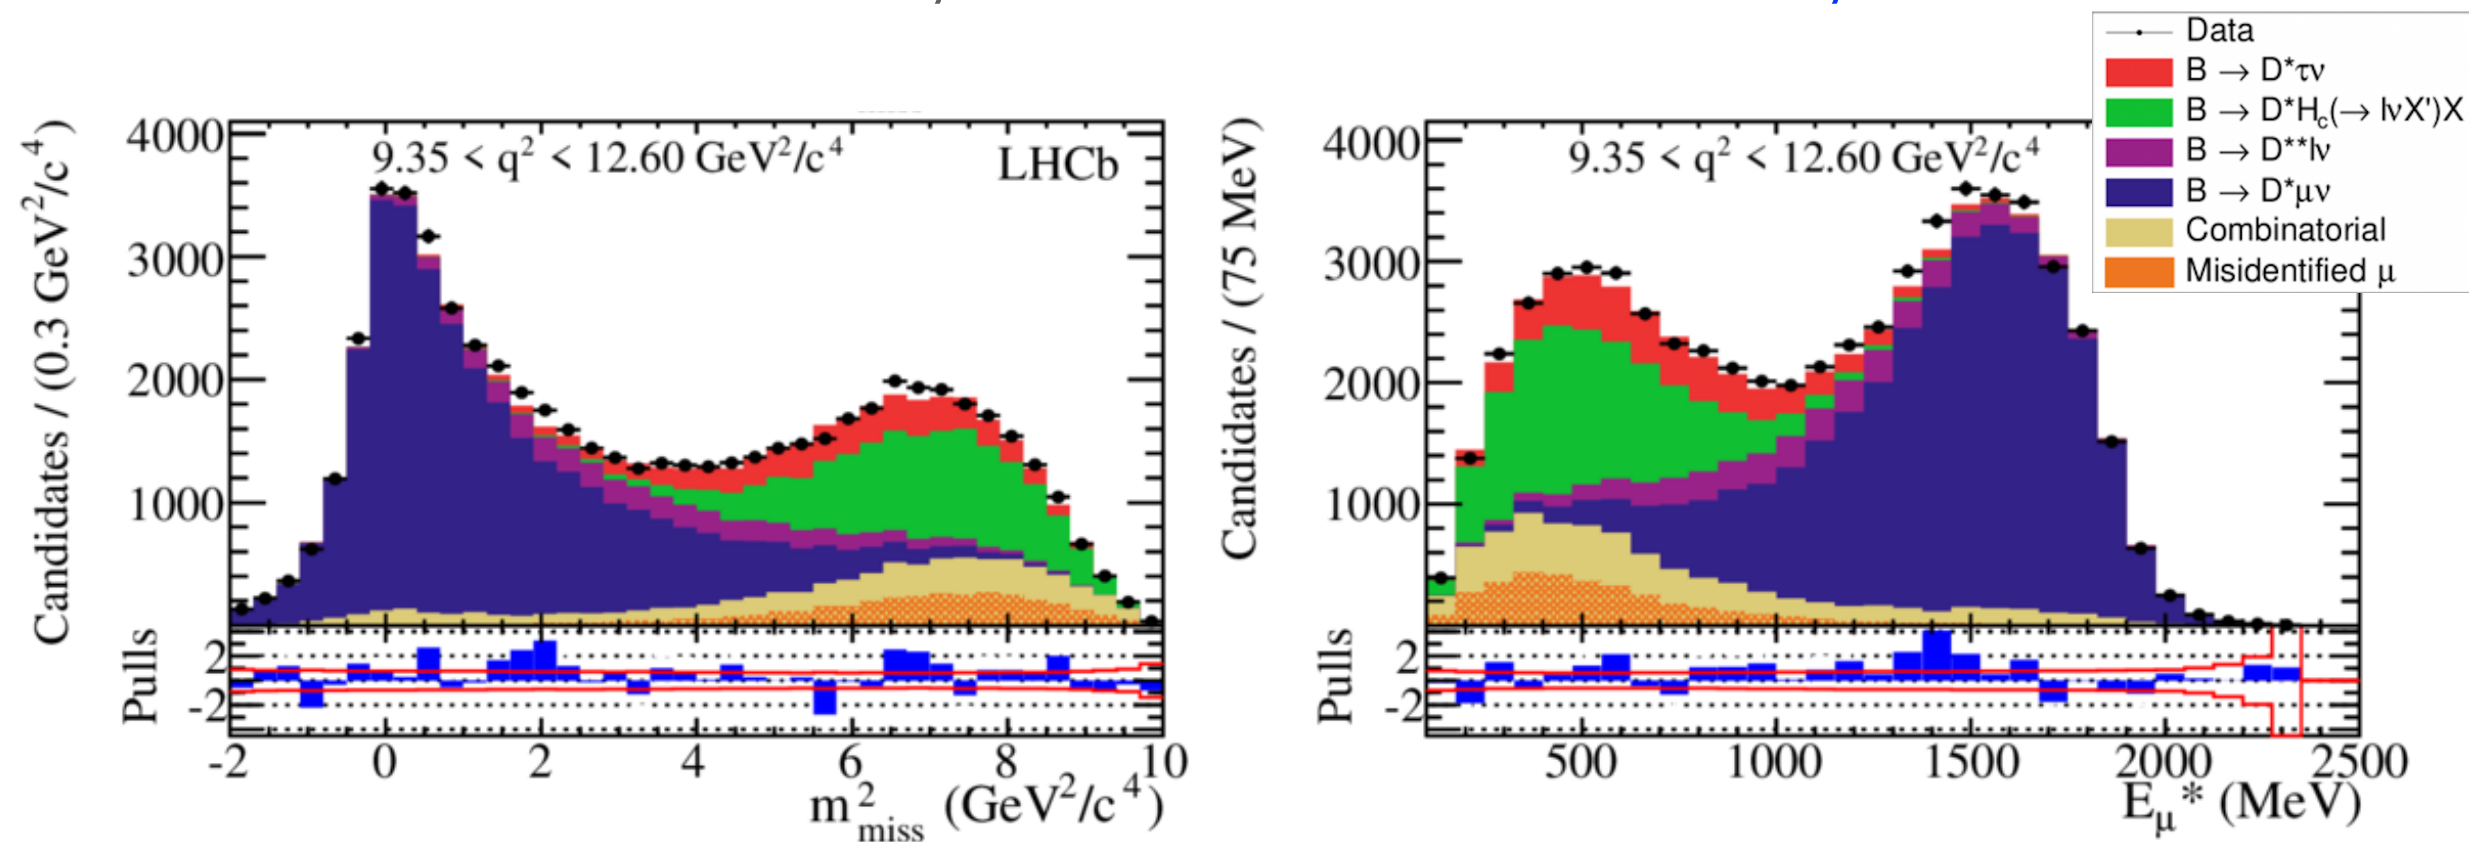 4000
3000
2000
1000
Candidates / (0.3 GeV²/c⁴)
9.35 < q² < 12.60 GeV²/c⁴
LHCb
Pulls
2
-2
-2 0 2 4 6 8 10
m²miss (GeV²/c⁴)
4000
3000
2000
1000
Candidates / (75 MeV)
9.35 < q² < 12.60 GeV²/c⁴
Pulls
2
-2
500 1000 1500 2000 2500
Eμ* (MeV)
Data
B → D*τν
B → D*Hc(→ lνX')X
B → D**lν
B → D*μν
Combinatorial
Misidentified μ